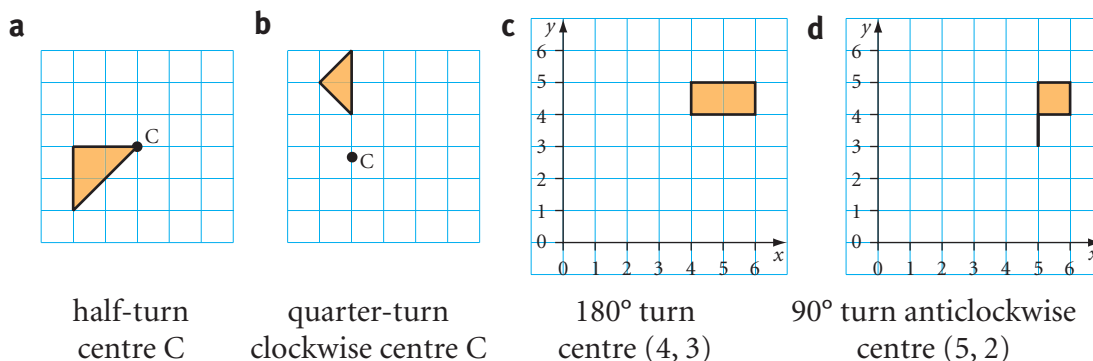 a
C
half-turn
centre C
b
C
quarter-turn
clockwise centre C
c
y
6
5
4
3
2
1
0
0 1 2 3 4 5 6 x
180° turn
centre (4, 3)
d
y
6
5
4
3
2
1
0
0 1 2 3 4 5 6 x
90° turn anticlockwise
centre (5, 2)